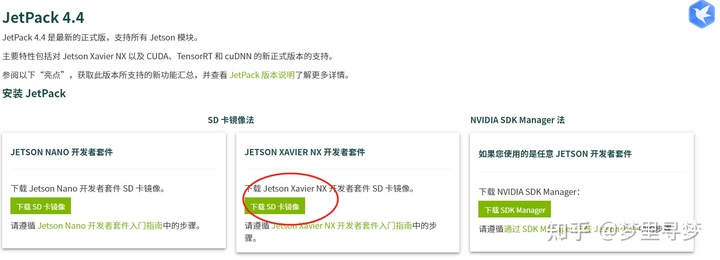 JetPack 4.4
JetPack 4.4 是最新的正式版，支持所有 Jetson 模块。
主要特性包括对 Jetson Xavier NX 以及 CUDA、TensorRT 和 cuDNN 的新正式版本的支持。
参阅以下“亮点”，获取此版本所支持的新功能汇总，并查看 JetPack 版本说明了解更多详情。
安装 JetPack
SD 卡镜像法
JETSON NANO 开发者套件
下载 Jetson Nano 开发者套件 SD 卡镜像。
下载 SD 卡镜像
请遵循 Jetson Nano 开发者套件入门指南中的步骤。
JETSON XAVIER NX 开发者套件
下载 Jetson Xavier NX 开发者套件 SD 卡镜像。
下载 SD 卡镜像
请遵循 Jetson Xavier NX 开发者套件入门指南中的步
骤。
NVIDIA SDK Manager 法
如果您使用的是任意 JETSON 开发者套件
下载 NVIDIA SDK Manager：
下载 SDK Manager
请遵循通过 SDK Manager
骤。
知乎 @梦里寻梦